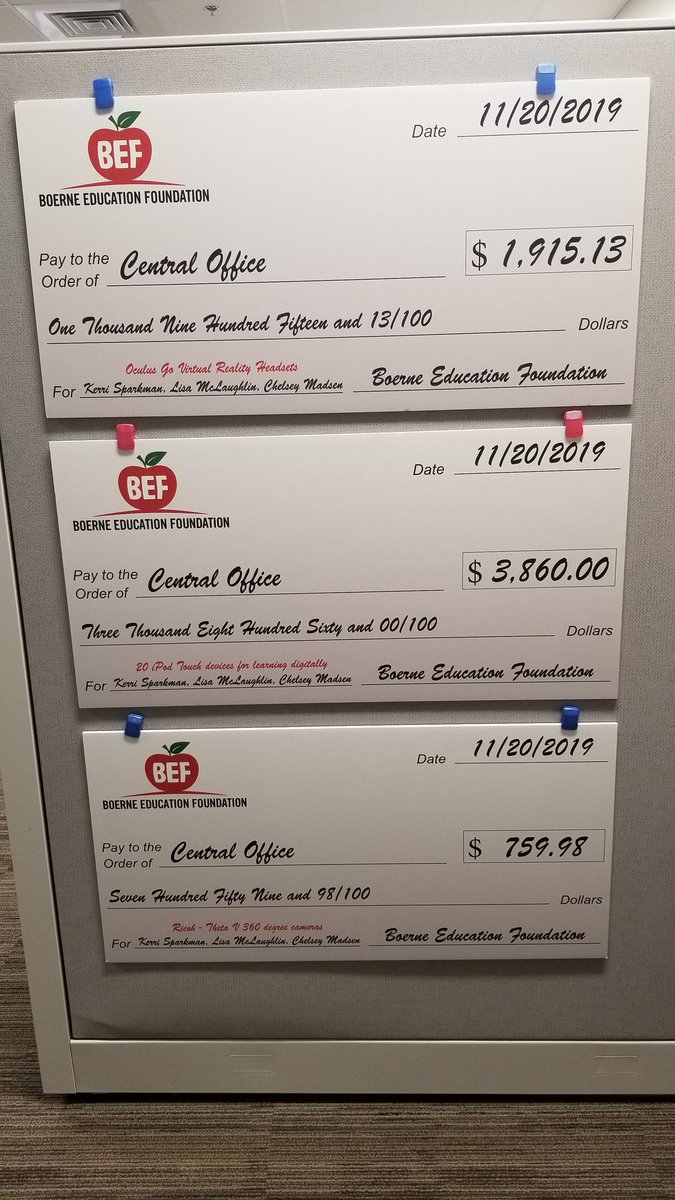 BEF
BOERNE EDUCATION FOUNDATION
Date 11/20/2019
Pay to the
Order of Central Office
$ 1,915.13
One Thousand Nine Hundred Fifteen and 13/100 Dollars
Oculus Go Virtual Reality Headsets
For Kerri Sparkman, Lisa McLaughlin, Chelsey Madsen
Boerne Education Foundation
BEF
BOERNE EDUCATION FOUNDATION
Date 11/20/2019
Pay to the
Order of Central Office
$ 3,860.00
Three Thousand Eight Hundred Sixty and 00/100 Dollars
20 iPod Touch devices for learning digitally
For Kerri Sparkman, Lisa McLaughlin, Chelsey Madsen
Boerne Education Foundation
BEF
BOERNE EDUCATION FOUNDATION
Date 11/20/2019
Pay to the
Order of Central Office
$ 759.98
Seven Hundred Fifty Nine and 98/100 Dollars
Ricoh - Theta V 360 degree cameras
For Kerri Sparkman, Lisa McLaughlin, Chelsey Madsen
Boerne Education Foundation